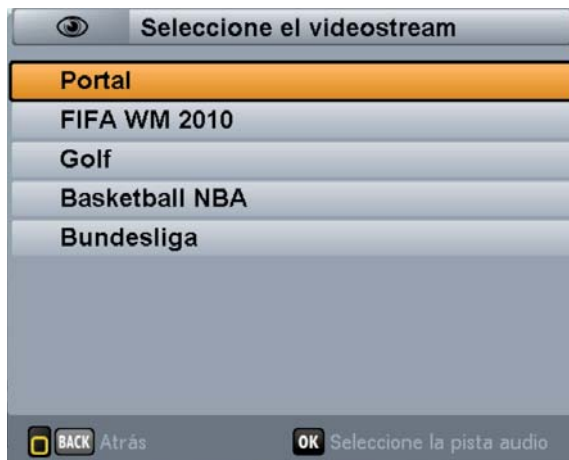 Seleccione el videostream
Portal
FIFA WM 2010
Golf
Basketball NBA
Bundesliga
BACK Atrás OK Seleccione la pista audio